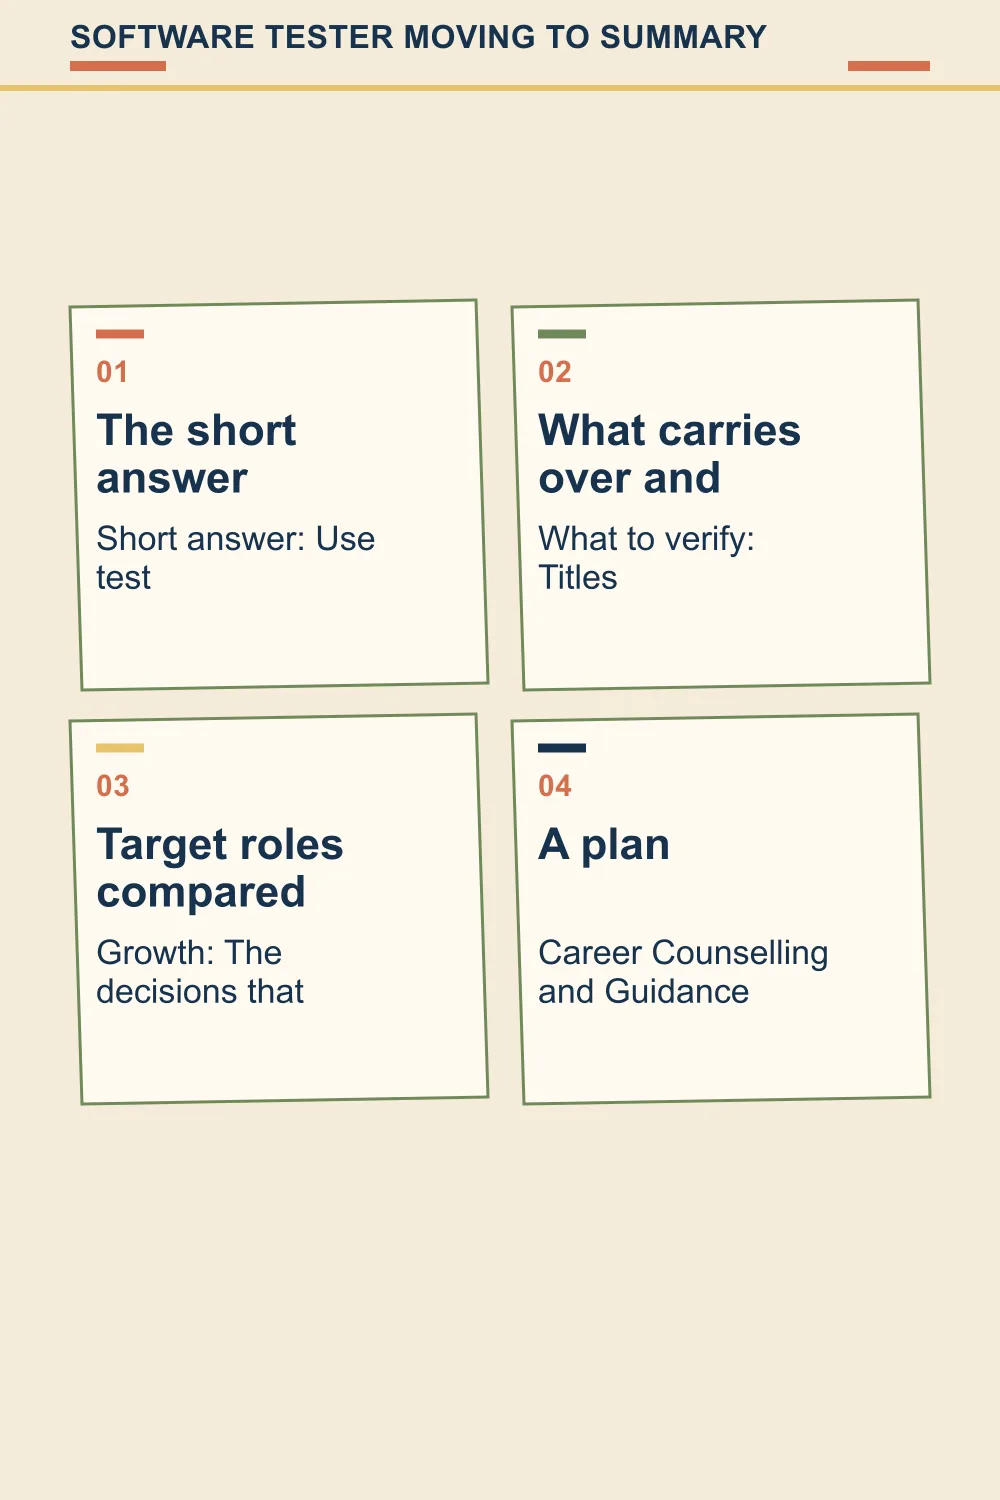 SOFTWARE TESTER MOVING TO SUMMARY
01
The short
answer
Short answer: Use
test
02
What carries
over and
What to verify:
Titles
03
Target roles
compared
Growth: The
decisions that
04
A plan
Career Counselling
and Guidance